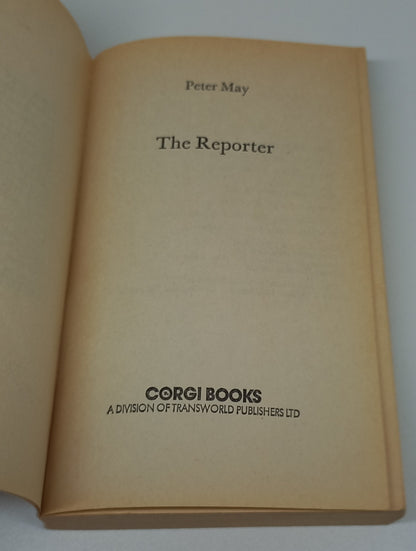 Peter May
The Reporter
CORGI BOOKS
A DIVISION OF TRANSWORLD PUBLISHERS LTD